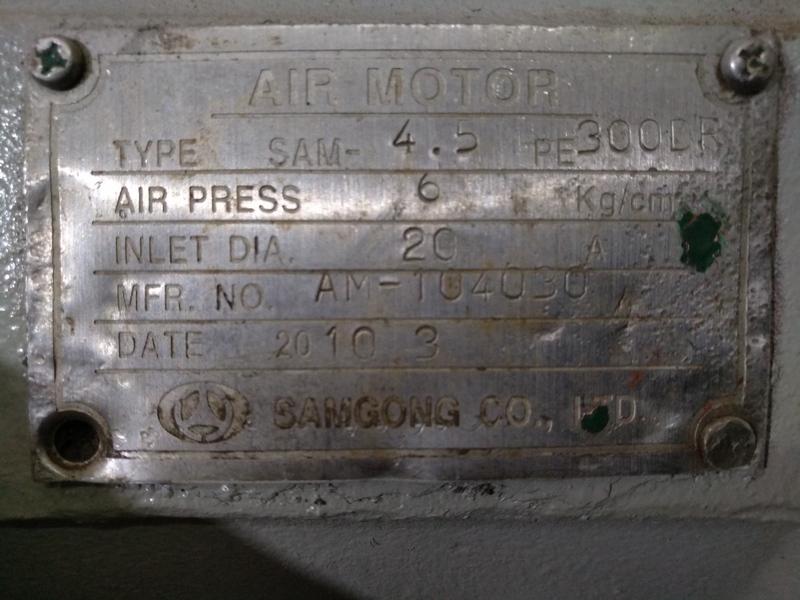 AIR MOTOR
TYPE SAM- 4.5 PE300DR
AIR PRESS 6 Kg/cm²
INLET DIA. 20 A
MFR. NO. AM-104030
DATE 2010 3
SAMGONG CO., LTD.